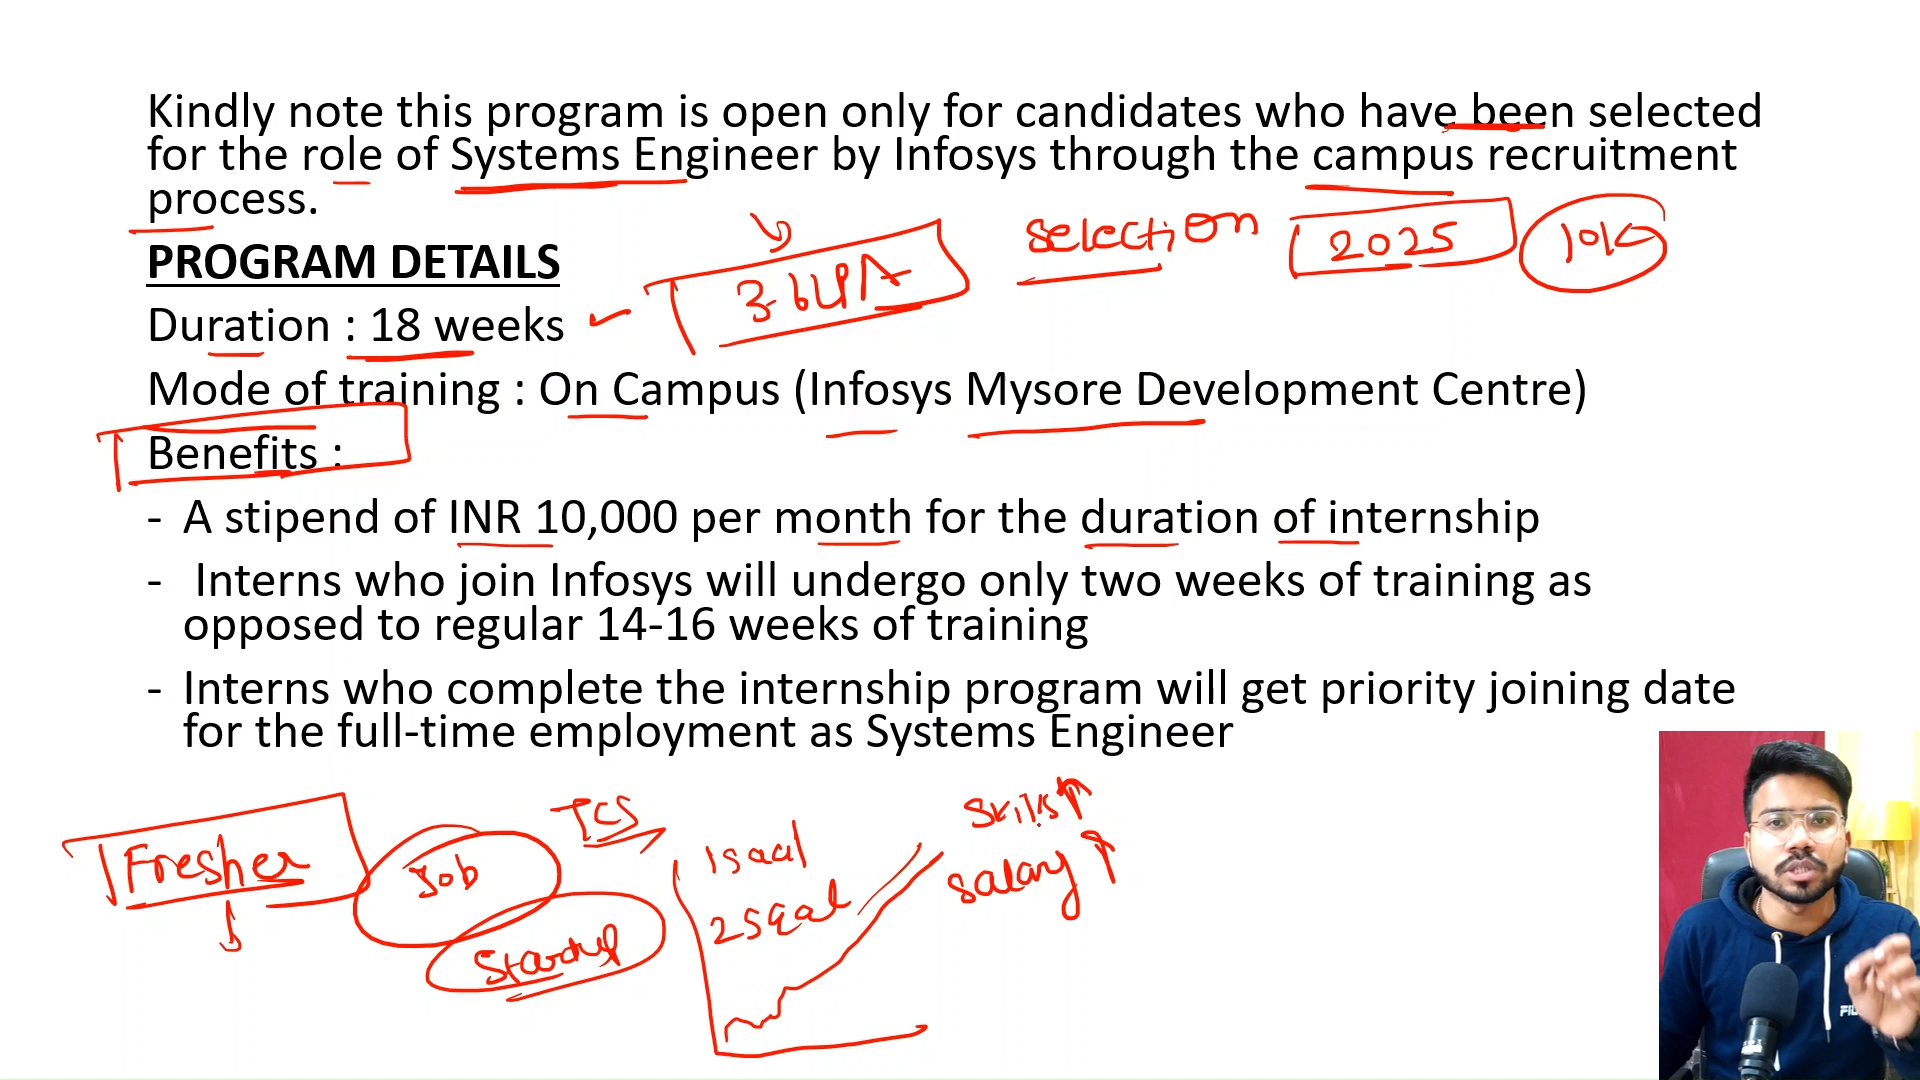 Kindly note this program is open only for candidates who have been selected
for the role of Systems Engineer by Infosys through the campus recruitment
process.
selection
2025
10K
PROGRAM DETAILS
3.6LPA
Duration : 18 weeks
Mode of training : On Campus (Infosys Mysore Development Centre)
Benefits :
- A stipend of INR 10,000 per month for the duration of internship
- Interns who join Infosys will undergo only two weeks of training as
opposed to regular 14-16 weeks of training
- Interns who complete the internship program will get priority joining date
for the full-time employment as Systems Engineer
Fresher
Job
TCS
Startup
1 saal
2 saal
Skills↑
Salary↑